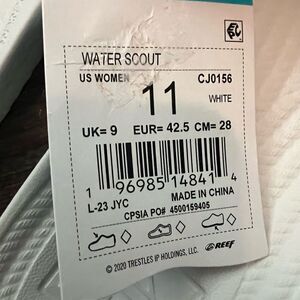 WATER SCOUT
US WOMEN CJ0156
11
WHITE
UK= 9 EUR= 42.5 CM= 28
1 96985 14841 4
L-23 JYC MADE IN CHINA
CPSIA PO# 4500159405
© 2020 TRESTLES IP HOLDINGS, LLC. REEF